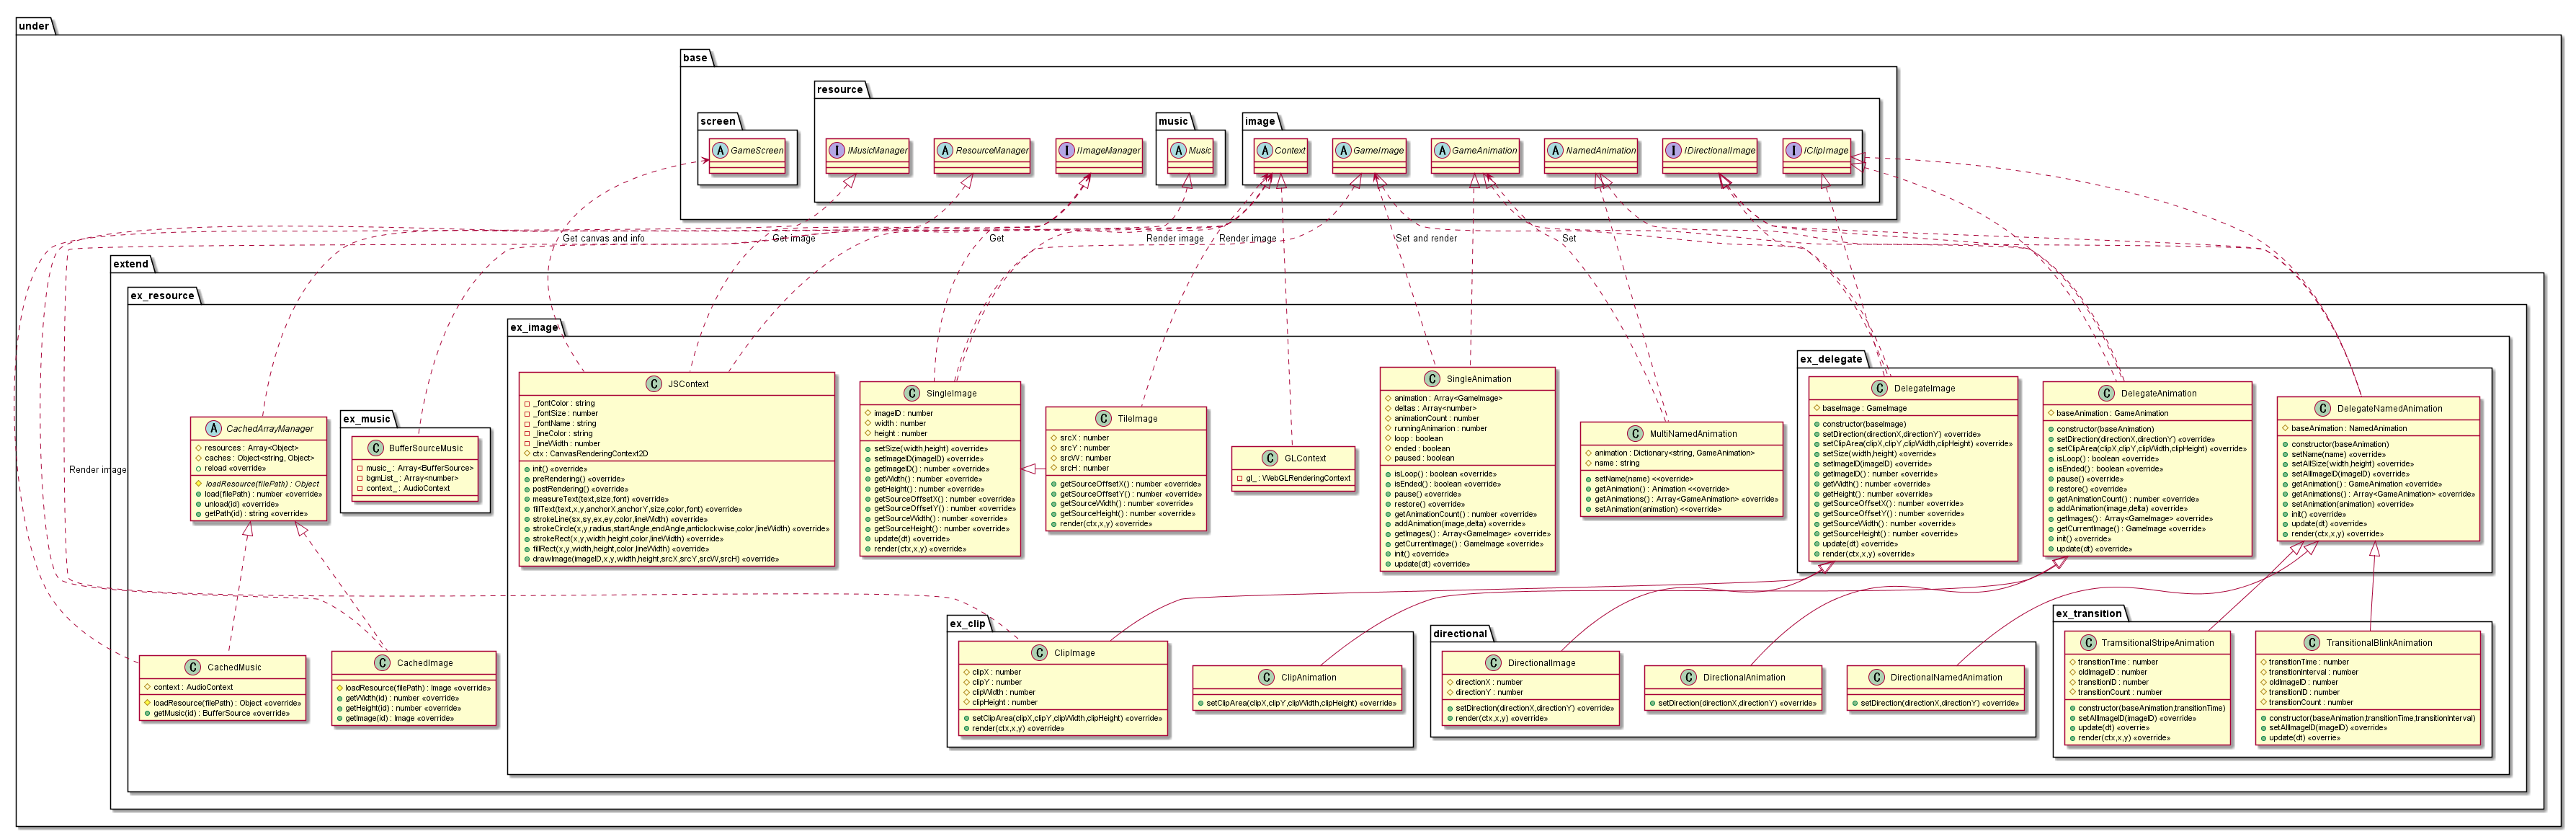 under
base
resource
screen
music
image
A GameScreen
I IMusicManager
A ResourceManager
I IImageManager
A Music
A Context
A GameImage
A GameAnimation
A NamedAnimation
I IDirectionalImage
I IClipImage
Get canvas and info
Get image
Get
Render image
Render image
Set and render
Set
extend
ex_resource
ex_image
ex_delegate
C JSContext
_fontColor : string
_fontSize : number
_fontName : string
_lineColor : string
_lineWidth : number
ctx : CanvasRenderingContext2D
init() «override»
preRendering() «override»
postRendering() «override»
measureText(text,size,font) «override»
fillText(text,x,y,anchorX,anchorY,size,color,font) «override»
strokeLine(sx,sy,ex,ey,color,lineWidth) «override»
strokeCircle(x,y,radius,startAngle,endAngle,anticlockwise,color,lineWidth) «override»
strokeRect(x,y,width,height,color,lineWidth) «override»
fillRect(x,y,width,height,color,lineWidth) «override»
drawImage(imageID,x,y,width,height,srcX,srcY,srcW,srcH) «override»
C SingleImage
imageID : number
width : number
height : number
setSize(width,height) «override»
setImageID(imageID) «override»
getImageID() : number «override»
getWidth() : number «override»
getHeight() : number «override»
getSourceOffsetX() : number «override»
getSourceOffsetY() : number «override»
getSourceWidth() : number «override»
getSourceHeight() : number «override»
update(dt) «override»
render(ctx,x,y) «override»
C TileImage
srcX : number
srcY : number
srcW : number
srcH : number
getSourceOffsetX() : number «override»
getSourceOffsetY() : number «override»
getSourceWidth() : number «override»
getSourceHeight() : number «override»
render(ctx,x,y) «override»
C GLContext
gl_ : WebGLRenderingContext
C SingleAnimation
animation : Array<GameImage>
deltas : Array<number>
animationCount : number
runningAnimarion : number
loop : boolean
ended : boolean
paused : boolean
isLoop() : boolean «override»
isEnded() : boolean «override»
pause() «override»
restore() «override»
getAnimationCount() : number «override»
addAnimation(image,delta) «override»
getImages() : Array<GameImage> «override»
getCurrentImage() : GameImage «override»
init() «override»
update(dt) «override»
C MultiNamedAnimation
animation : Dictionary<string, GameAnimation>
name : string
setName(name) <<override>
getAnimation() : Animation <<override>
getAnimations() : Array<GameAnimation> «override»
setAnimation(animation) <<override>
C DelegateImage
baseImage : GameImage
constructor(baseImage)
setDirection(directionX,directionY) «override»
setClipArea(clipX,clipY,clipWidth,clipHeight) «override»
setSize(width,height) «override»
setImageID(imageID) «override»
getImageID() : number «override»
getWidth() : number «override»
getHeight() : number «override»
getSourceOffsetX() : number «override»
getSourceOffsetY() : number «override»
getSourceWidth() : number «override»
getSourceHeight() : number «override»
update(dt) «override»
render(ctx,x,y) «override»
C DelegateAnimation
baseAnimation : GameAnimation
constructor(baseAnimation)
setDirection(directionX,directionY) «override»
setClipArea(clipX,clipY,clipWidth,clipHeight) «override»
isLoop() : boolean «override»
isEnded() : boolean «override»
pause() «override»
restore() «override»
getAnimationCount() : number «override»
addAnimation(image,delta) «override»
getImages() : Array<GameImage> «override»
getCurrentImage() : GameImage «override»
init() «override»
update(dt) «override»
C DelegateNamedAnimation
baseAnimation : NamedAnimation
constructor(baseAnimation)
setName(name) «override»
setAllSize(width,height) «override»
setAllImageID(imageID) «override»
getAnimation() : GameAnimation «override»
getAnimations() : Array<GameAnimation> «override»
setAnimation(animation) «override»
init() «override»
update(dt) «override»
render(ctx,x,y) «override»
A CachedArrayManager
resources : Array<Object>
caches : Object<string, Object>
reload «override»
loadResource(filePath) : Object
load(filePath) : number «override»
unload(id) «override»
getPath(id) : string «override»
ex_music
C BufferSourceMusic
music_ : Array<BufferSource>
bgmList_ : Array<number>
context_ : AudioContext
Render image
ex_clip
directional
ex_transition
C CachedMusic
context : AudioContext
loadResource(filePath) : Object «override»
getMusic(id) : BufferSource «override»
C CachedImage
loadResource(filePath) : Image «override»
getWidth(id) : number «override»
getHeight(id) : number «override»
getImage(id) : Image «override»
C ClipImage
clipX : number
clipY : number
clipWidth : number
clipHeight : number
setClipArea(clipX,clipY,clipWidth,clipHeight) «override»
render(ctx,x,y) «override»
C ClipAnimation
setClipArea(clipX,clipY,clipWidth,clipHeight) «override»
C DirectionalImage
directionX : number
directionY : number
setDirection(directionX,directionY) «override»
render(ctx,x,y) «override»
C DirectionalAnimation
setDirection(directionX,directionY) «override»
C DirectionalNamedAnimation
setDirection(directionX,directionY) «override»
C TramsitionalStripeAnimation
transitionTime : number
oldImageID : number
transitionID : number
transitionCount : number
constructor(baseAnimation,transitionTime)
setAllImageID(imageID) «override»
update(dt) «overrie»
render(ctx,x,y) «override»
C TransitionalBlinkAnimation
transitionTime : number
transitionInterval : number
oldImageID : number
transitionID : number
transitionCount : number
constructor(baseAnimation,transitionTime,transitionInterval)
setAllImageID(imageID) «override»
update(dt) «overrie»